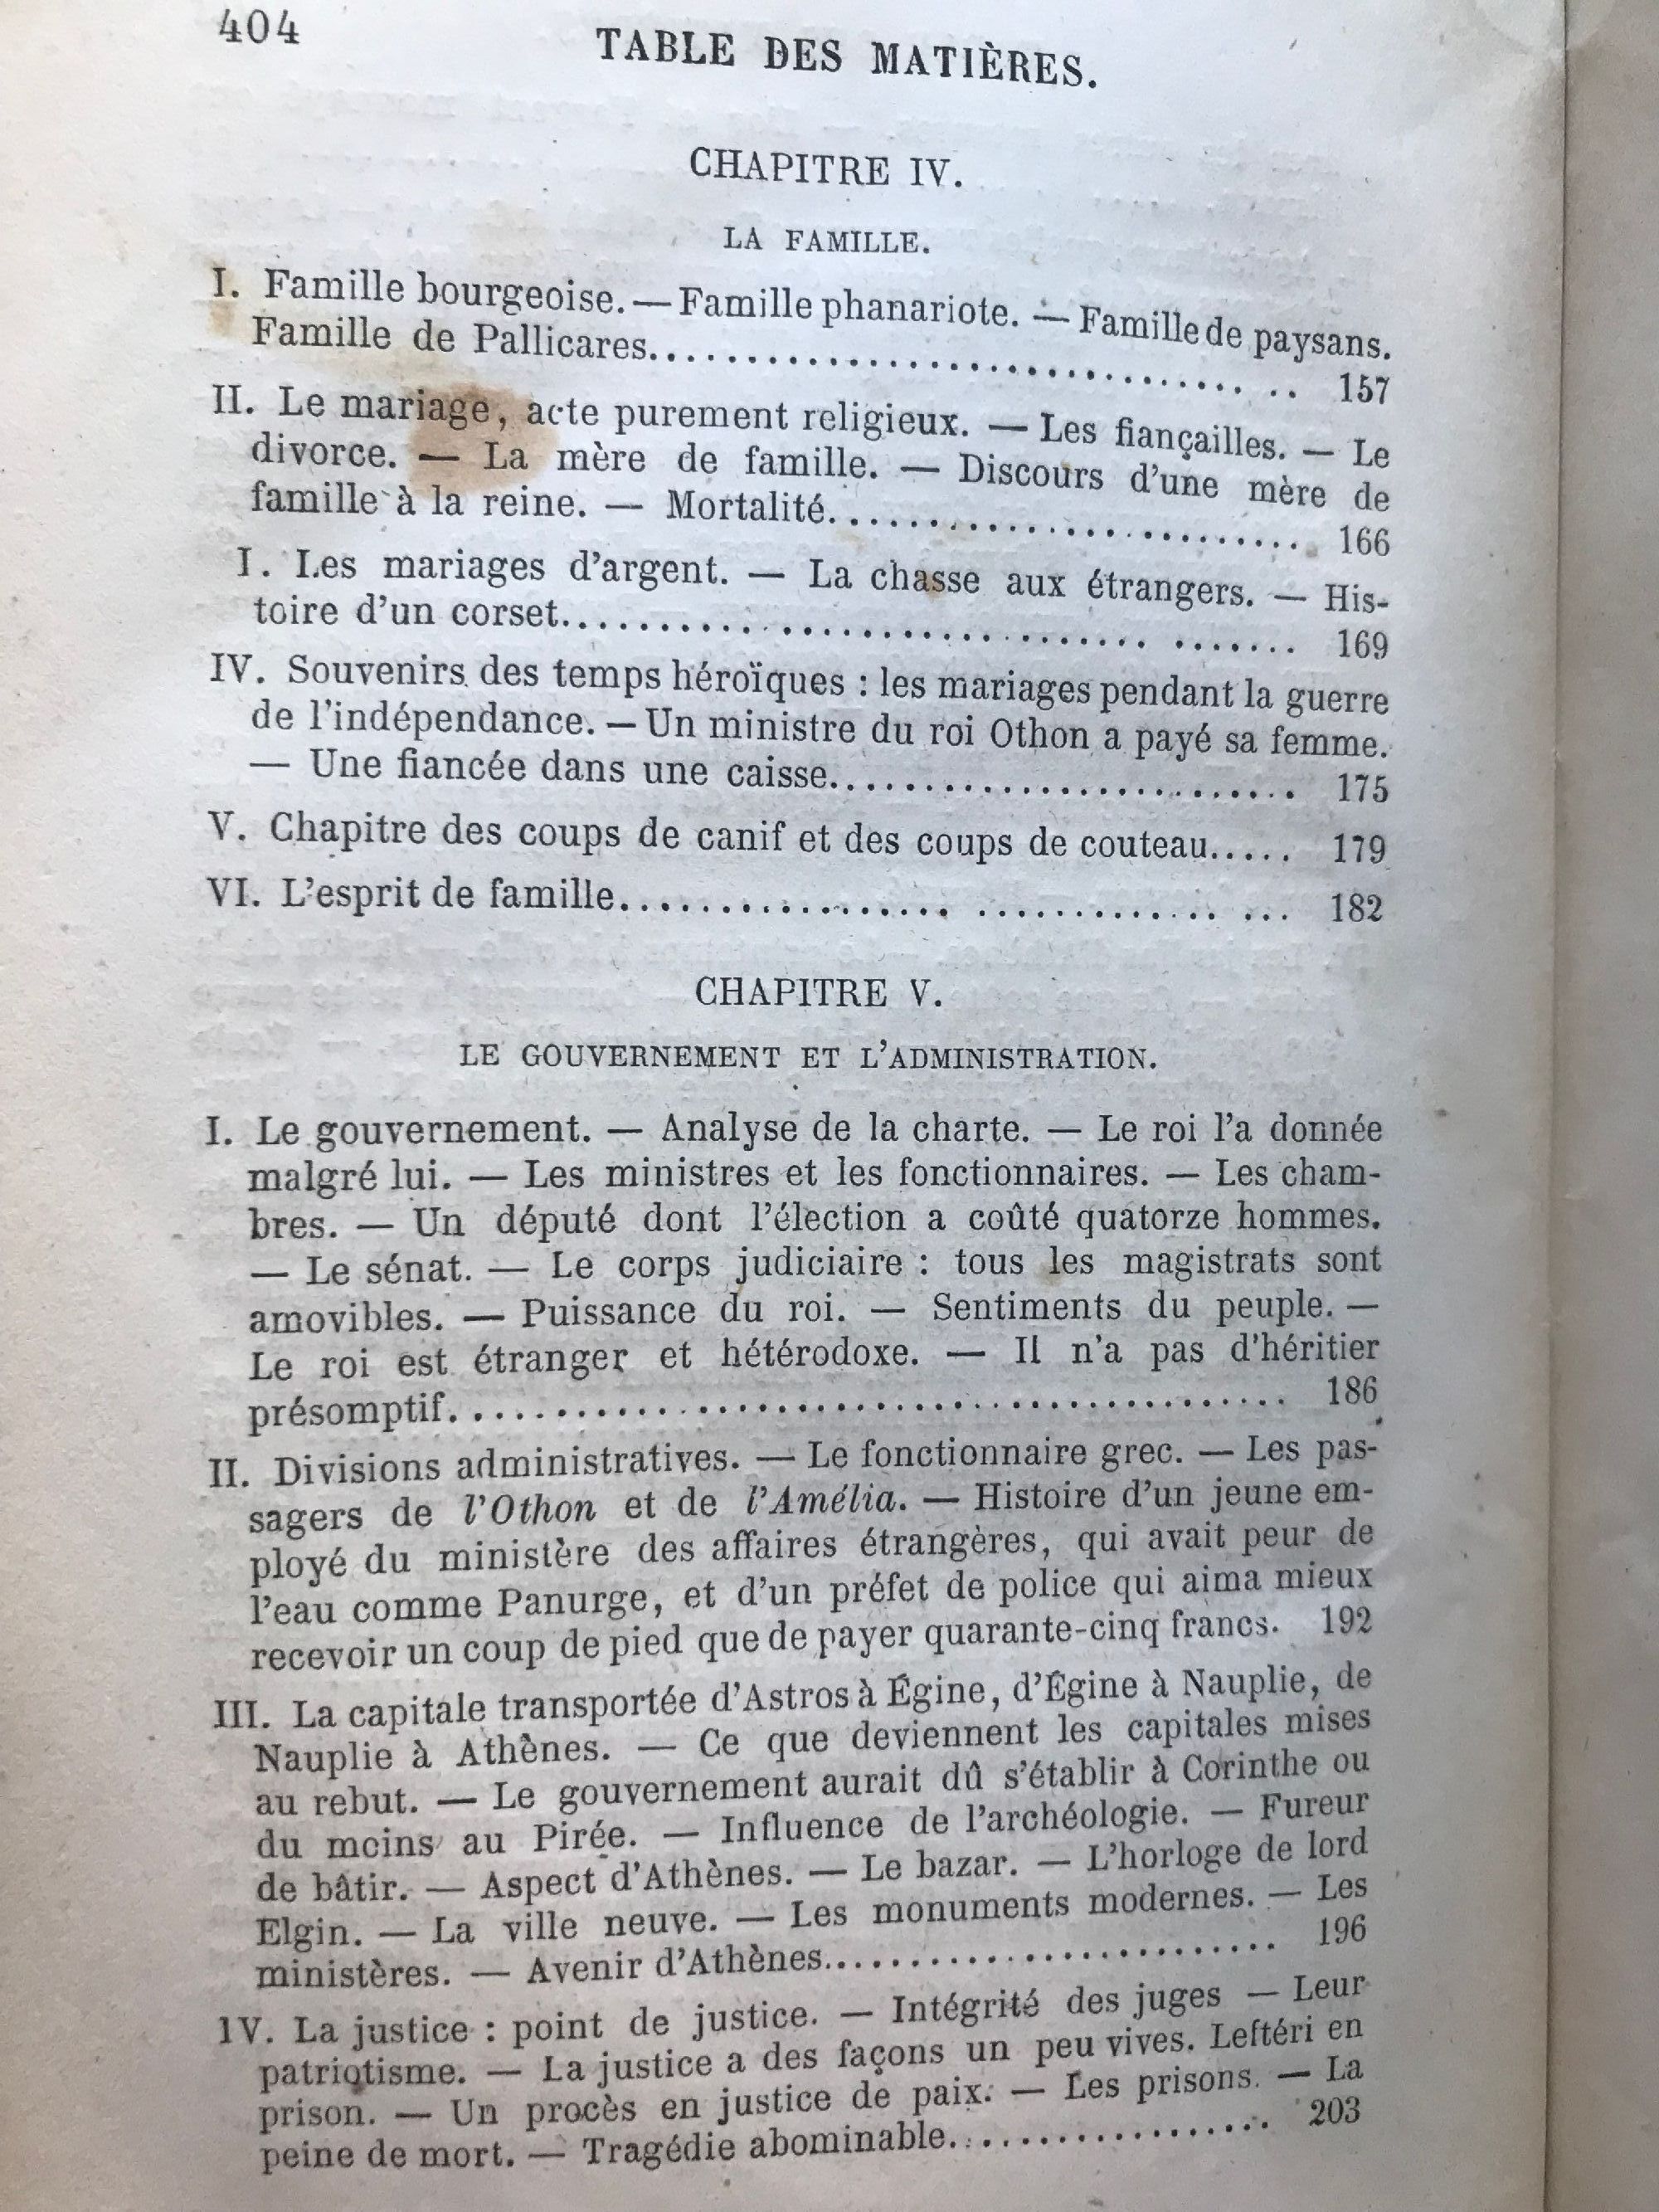 404
TABLE DES MATIÈRES.
CHAPITRE IV.
LA FAMILLE.
I. Famille bourgeoise. — Famille phanariote. — Famille de paysans.
Famille de Pallicares........................................ 157
II. Le mariage, acte purement religieux. — Les fiançailles. — Le
divorce. — La mère de famille. — Discours d'une mère de
famille à la reine. — Mortalité............................ 166
I. Les mariages d'argent. — La chasse aux étrangers. — His-
toire d'un corset............................................ 169
IV. Souvenirs des temps héroïques : les mariages pendant la guerre
de l'indépendance. — Un ministre du roi Othon a payé sa femme.
— Une fiancée dans une caisse............................ 175
V. Chapitre des coups de canif et des coups de couteau..... 179
VI. L'esprit de famille........................................ 182
CHAPITRE V.
LE GOUVERNEMENT ET L'ADMINISTRATION.
I. Le gouvernement. — Analyse de la charte. — Le roi l'a donnée
malgré lui. — Les ministres et les fonctionnaires. — Les cham-
bres. — Un député dont l'élection a coûté quatorze hommes.
— Le sénat. — Le corps judiciaire : tous les magistrats sont
amovibles. — Puissance du roi. — Sentiments du peuple. —
Le roi est étranger et hétérodoxe. — Il n'a pas d'héritier
présomptif.................................................. 186
II. Divisions administratives. — Le fonctionnaire grec. — Les pas-
sagers de l'Othon et de l'Amélia. — Histoire d'un jeune em-
ployé du ministère des affaires étrangères, qui avait peur de
l'eau comme Panurge, et d'un préfet de police qui aima mieux
recevoir un coup de pied que de payer quarante-cinq francs. 192
III. La capitale transportée d'Astros à Égine, d'Égine à Nauplie, de
Nauplie à Athènes. — Ce que deviennent les capitales mises
au rebut. — Le gouvernement aurait dû s'établir à Corinthe ou
du moins au Pirée. — Influence de l'archéologie. — Fureur
de bâtir. — Aspect d'Athènes. — Le bazar. — L'horloge de lord
Elgin. — La ville neuve. — Les monuments modernes. — Les
ministères. — Avenir d'Athènes........................... 196
IV. La justice : point de justice. — Intégrité des juges — Leur
patriotisme. — La justice a des façons un peu vives. Leftéri en
prison. — Un procès en justice de paix. — Les prisons. — La
peine de mort. — Tragédie abominable.................... 203